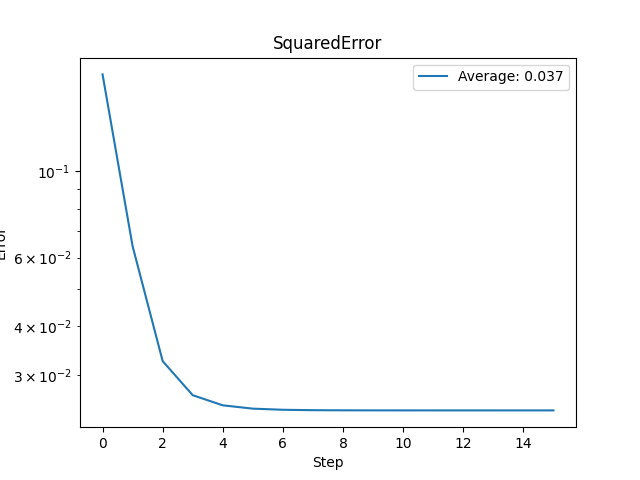 SquaredError
Average: 0.037
Error
10⁻¹
6 × 10⁻²
4 × 10⁻²
3 × 10⁻²
0 2 4 6 8 10 12 14
Step